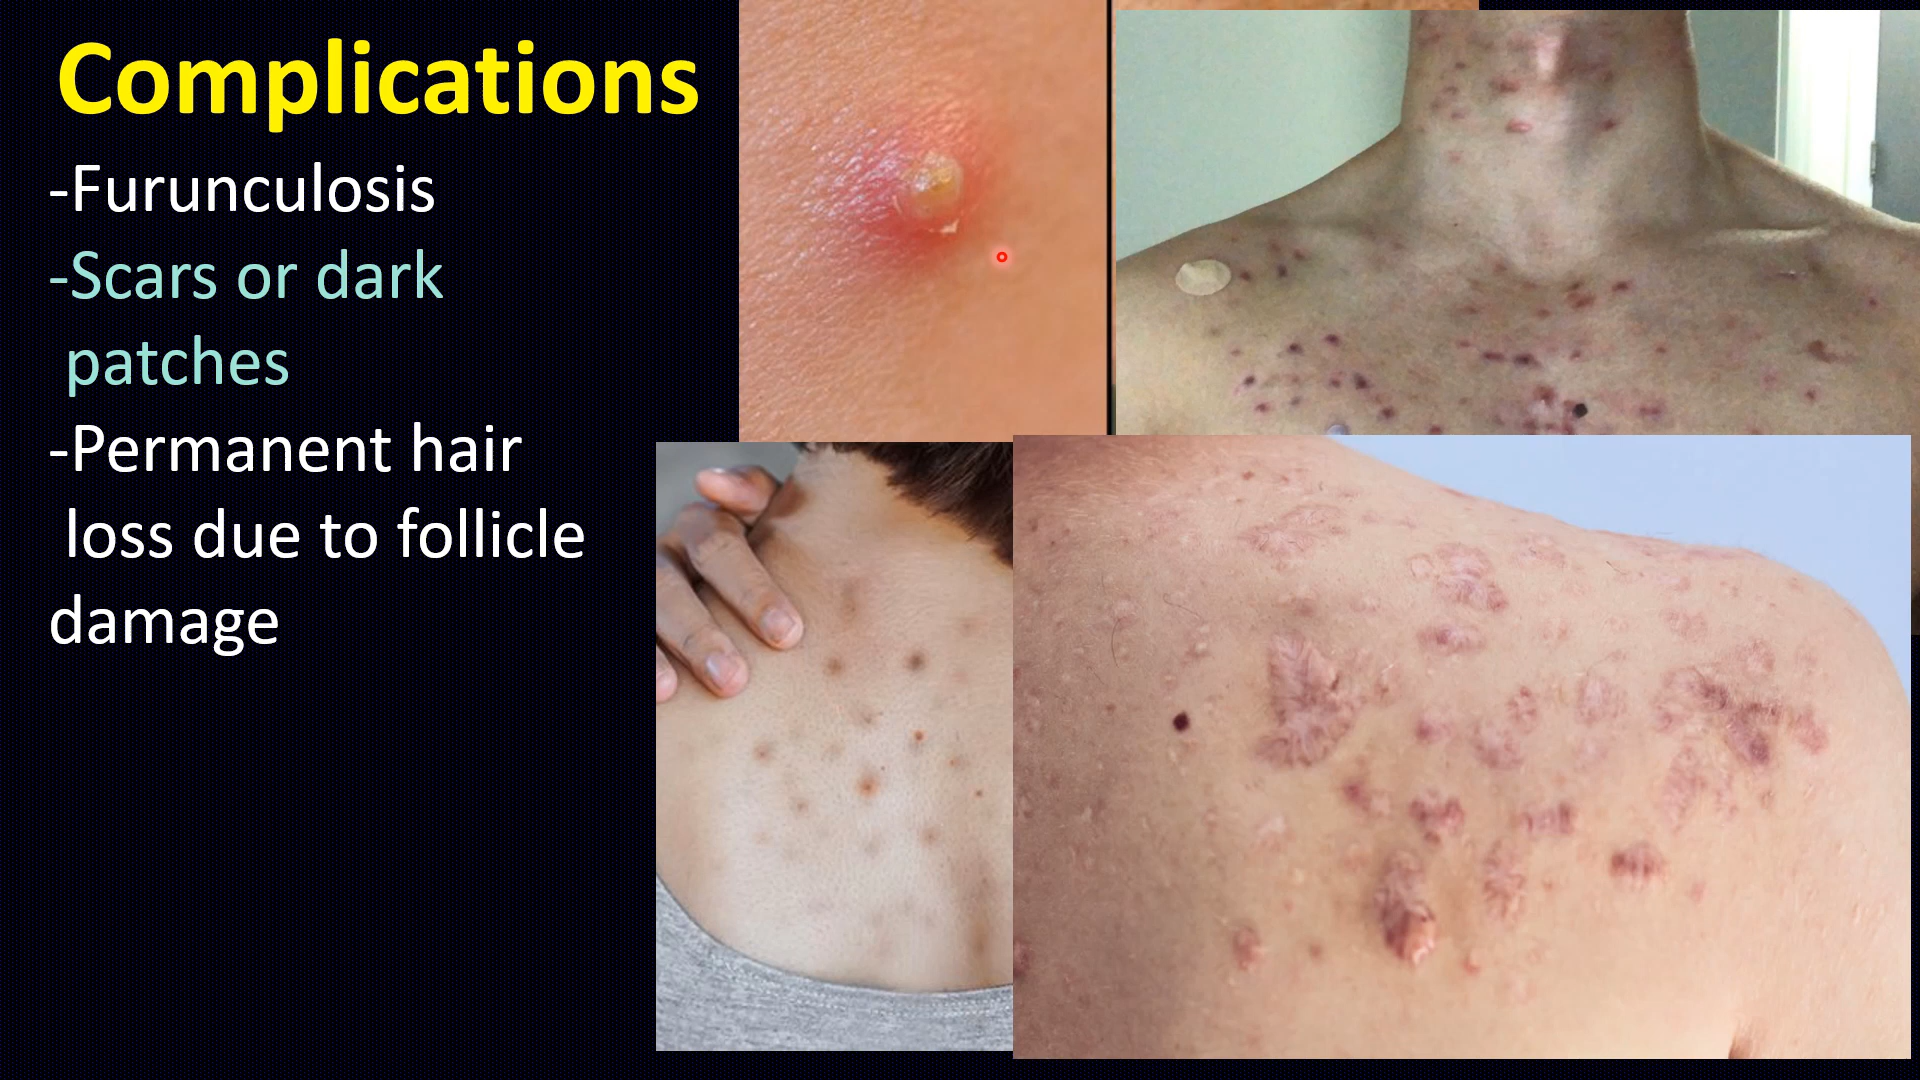 Complications
-Furunculosis
-Scars or dark
patches
-Permanent hair
loss due to follicle
damage